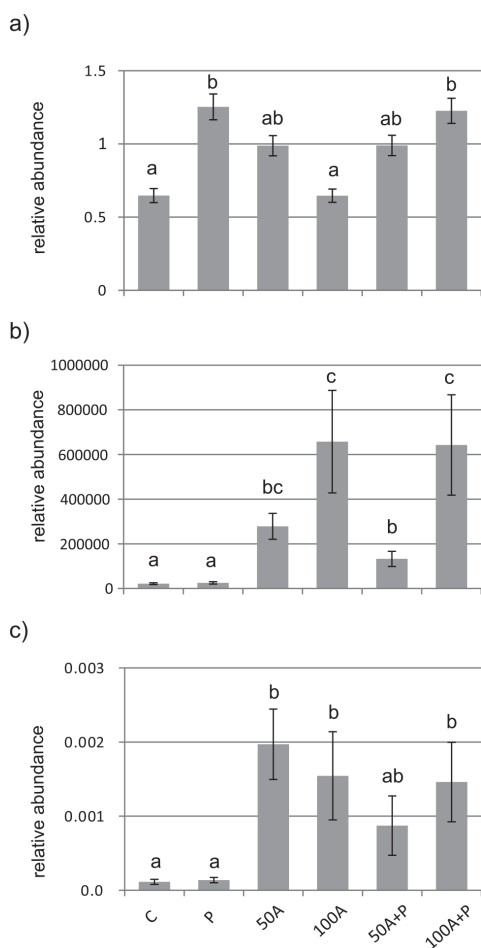 a)
relative abundance
1.5
1
0.5
0
a
b
ab
a
ab
b
b)
relative abundance
1000000
800000
600000
400000
200000
0
a
a
bc
c
b
c
c)
relative abundance
0.003
0.002
0.001
0.0
a
a
b
b
ab
b
C
P
50A
100A
50A+P
100A+P